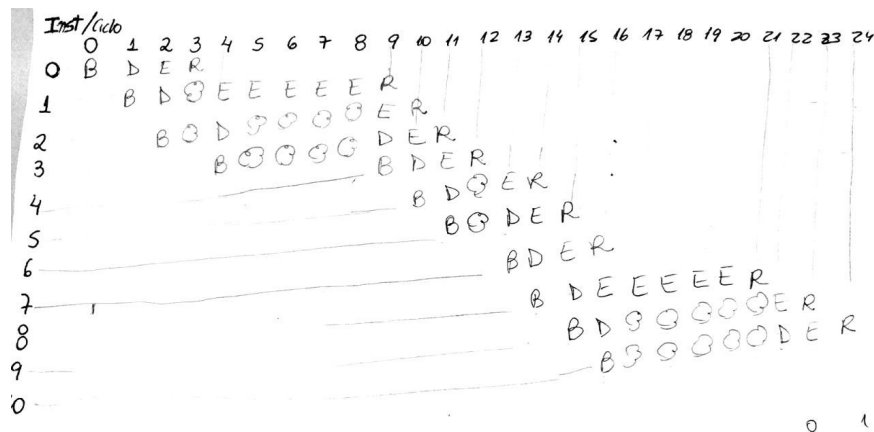 Inst/Ciclo
0 1 2 3 4 5 6 7 8 9 10 11 12 13 14 15 16 17 18 19 20 21 22 23 24
0 B D E R
1 B D E E E E E R
2 B D E R
3 B D E R
4 B D E R
5 B D E R
6 B D E R
7 B D E R
8 B D E E E E E R
9 B D E R
0 B D E R
0 1